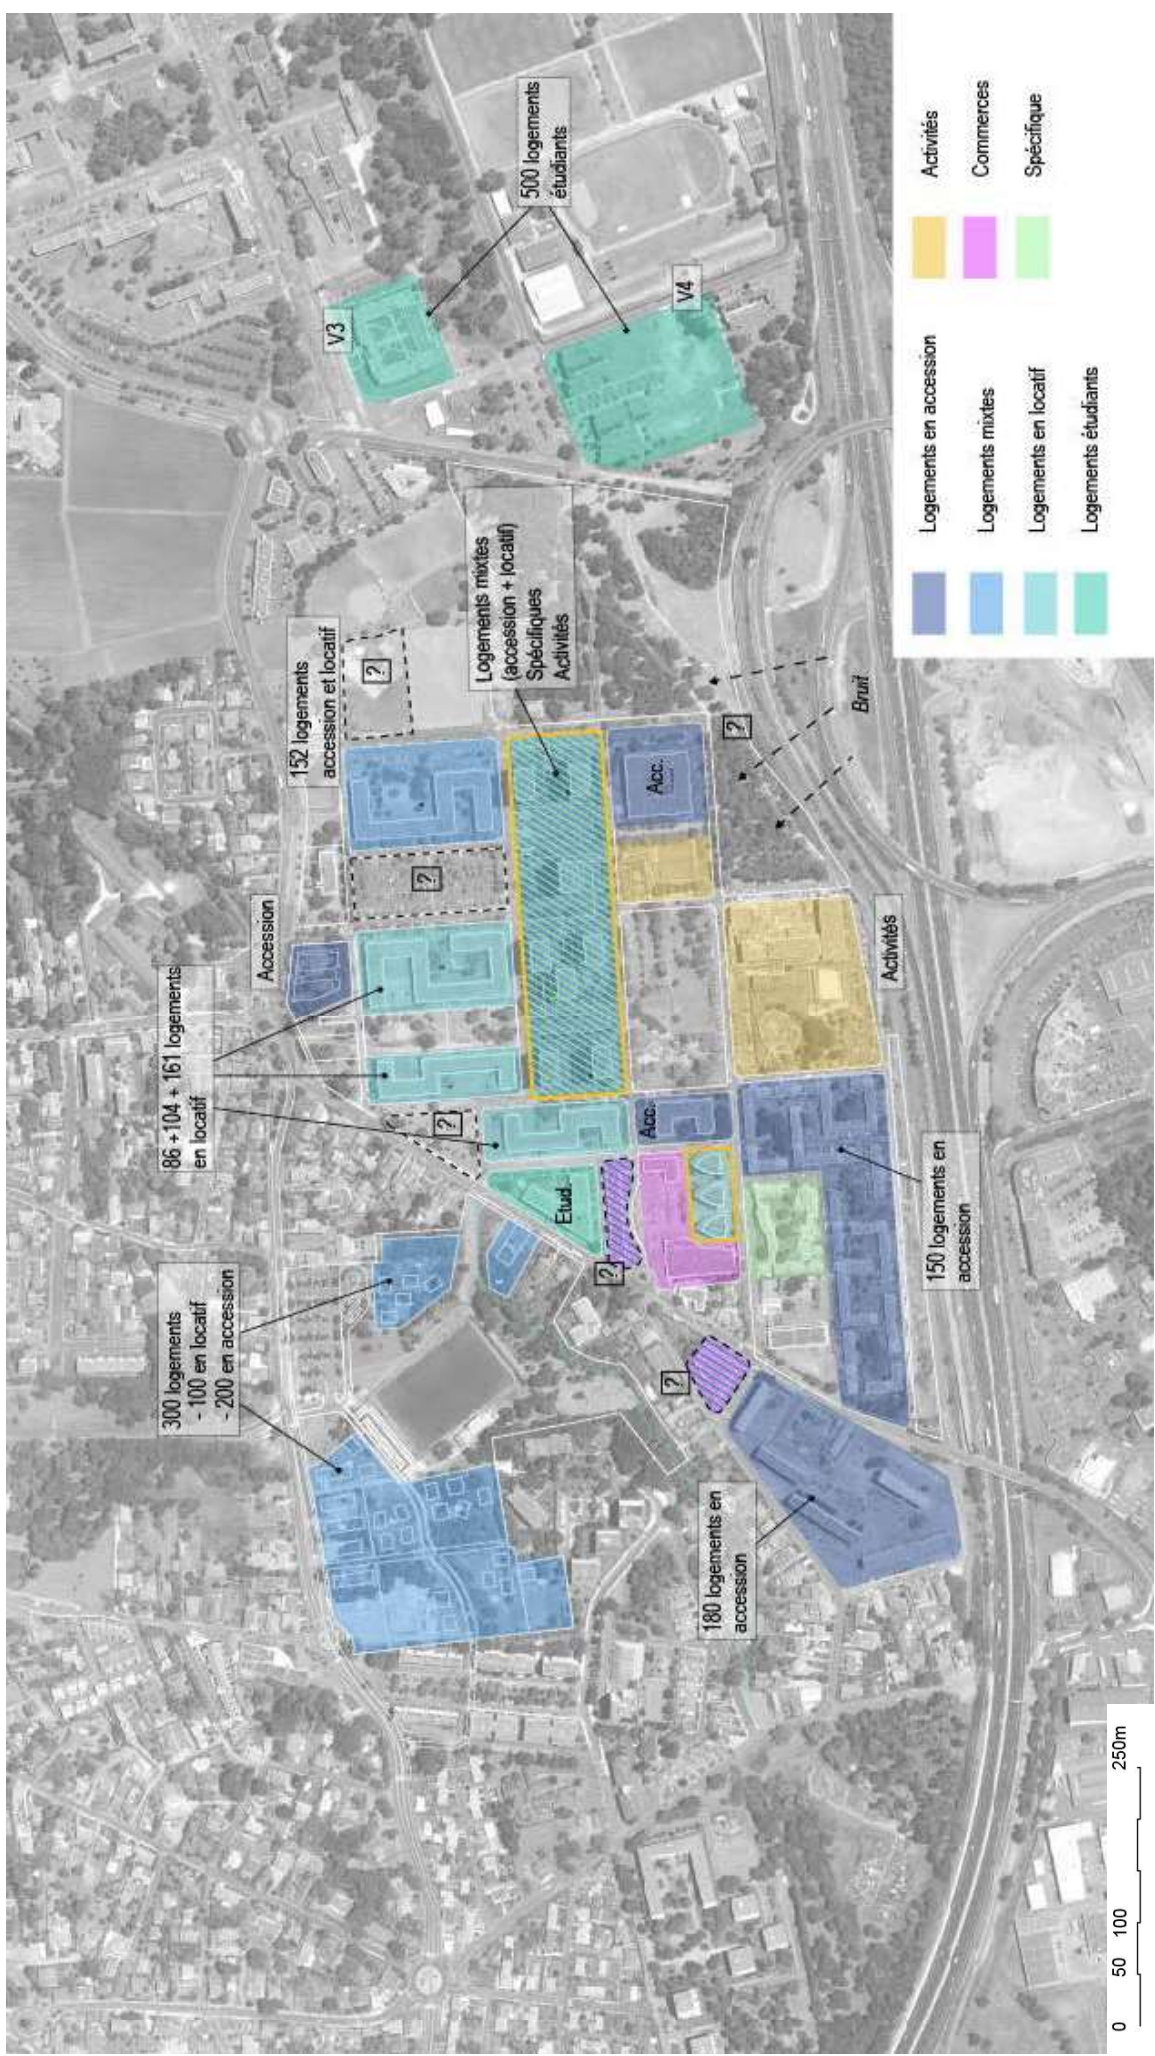 500 logements
étudiants
V3
V4
152 logements
accession et locatif
?
Logements mixtes
(accession + locatif)
Spécifiques
Activités
Bruit
?
Acc.
?
Accession
Activités
86 +104 + 161 logements
en locatif
?
Acc.
Etud.
?
150 logements en
accession
300 logements
- 100 en locatif
- 200 en accession
?
180 logements en
accession
Logements en accession
Logements mixtes
Logements en locatif
Logements étudiants
Activités
Commerces
Spécifique
0 50 100 250m